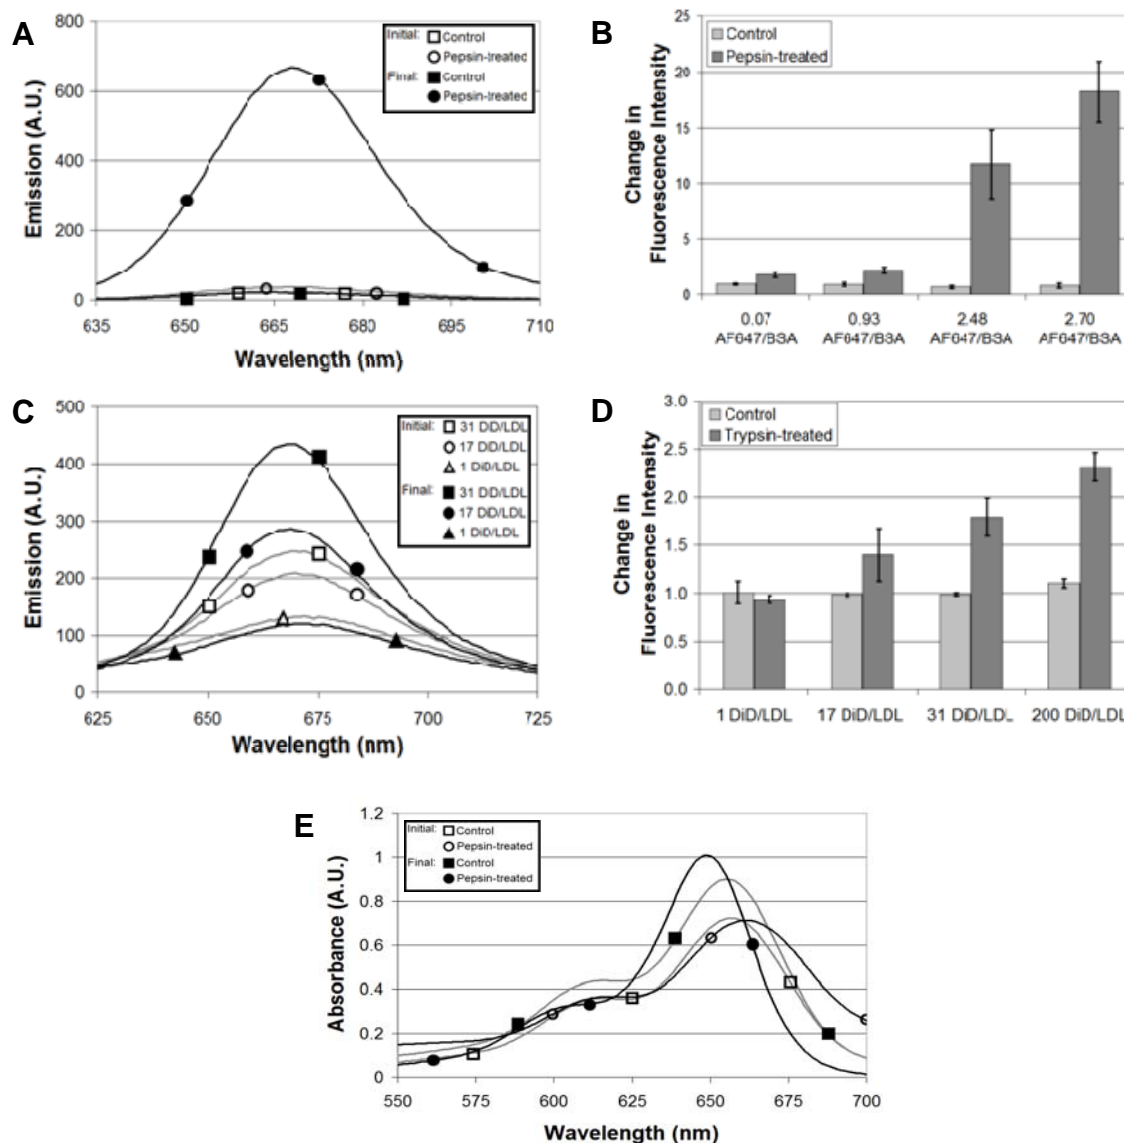 A
800
600
400
200
0
Emission (A.U.)
635 650 665 680 695 710
Wavelength (nm)
Initial: Control
Pepsin-treated
Final: Control
Pepsin-treated
B
25
20
15
10
5
0
Change in
Fluorescence Intensity
Control
Pepsin-treated
0.07 0.93 2.48 2.70
AF647/BSA AF647/BSA AF647/BSA AF647/BSA
C
500
400
300
200
100
0
Emission (A.U.)
625 650 675 700 725
Wavelength (nm)
Initial: 31 DiD/LDL
17 DiD/LDL
1 DiD/LDL
Final: 31 DiD/LDL
17 DiD/LDL
1 DiD/LDL
D
3.0
2.5
2.0
1.5
1.0
0.5
0.0
Change in
Fluorescence Intensity
Control
Trypsin-treated
1 DiD/LDL 17 DiD/LDL 31 DiD/LDL 200 DiD/LDL
E
1.2
1
0.8
0.6
0.4
0.2
0
Absorbance (A.U.)
550 575 600 625 650 675 700
Wavelength (nm)
Initial: Control
Pepsin-treated
Final: Control
Pepsin-treated